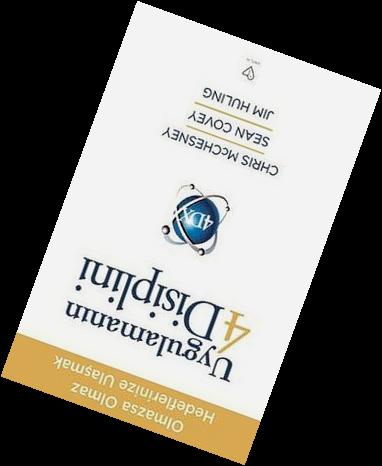 Olmazsa Olmaz
Hedeflerinize Ulaşmak
Uygulamanın
4 Disiplini
4DX
CHRIS McCHESNEY
SEAN COVEY
JIM HULING